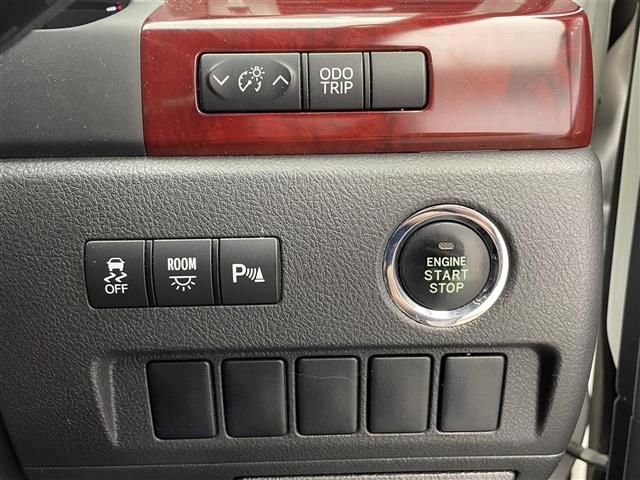 ODO
TRIP
OFF
ROOM
P
ENGINE
START
STOP